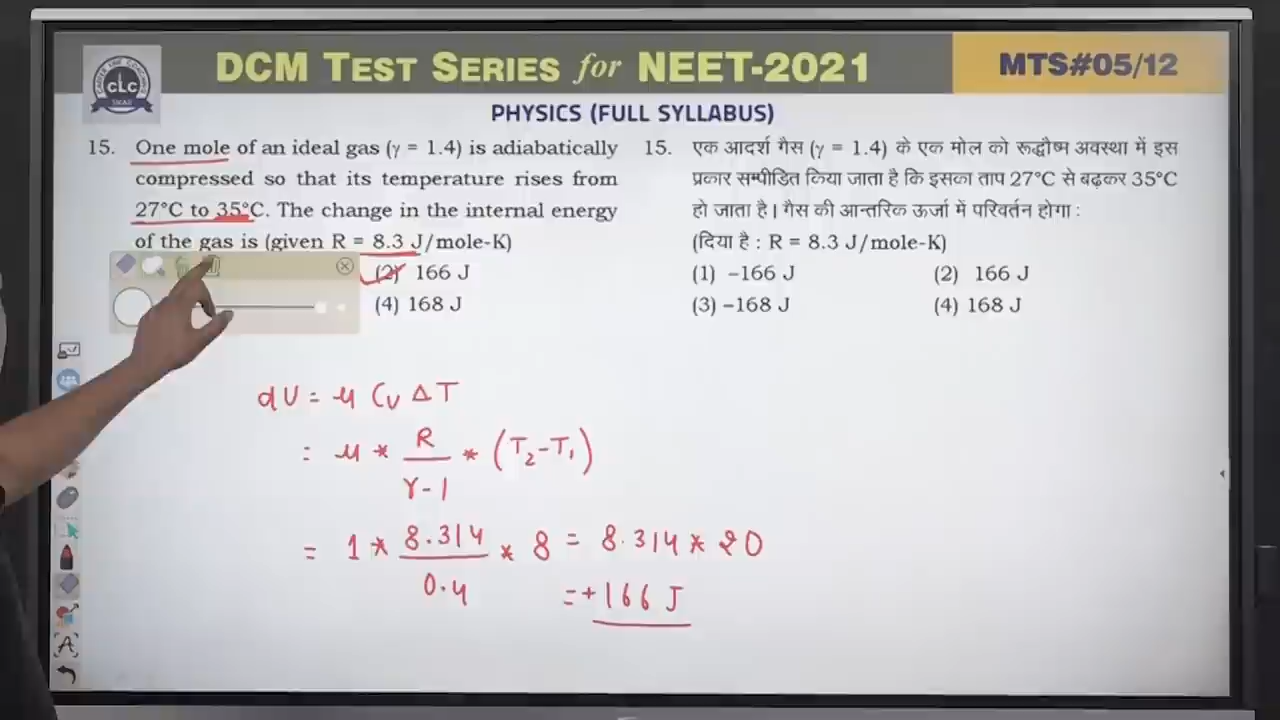 DCM TEST SERIES for NEET-2021
MTS#05/12
CLC
SIKAR
PHYSICS (FULL SYLLABUS)
15. One mole of an ideal gas (γ = 1.4) is adiabatically
compressed so that its temperature rises from
27°C to 35°C. The change in the internal energy
of the gas is (given R = 8.3 J/mole-K)
(2) 166 J
(4) 168 J
15. एक आदर्श गैस (γ = 1.4) के एक मोल को रूद्धोष्म अवस्था में इस
प्रकार सम्पीडित किया जाता है कि इसका ताप 27°C से बढ़कर 35°C
हो जाता है। गैस की आन्तरिक ऊर्जा में परिवर्तन होगा :
(दिया है : R = 8.3 J/mole-K)
(1) –166 J (2) 166 J
(3) –168 J (4) 168 J
dU = μ Cv ΔT
= μ * R / γ-1 * (T₂-T₁)
= 1 * 8.314 / 0.4 * 8 = 8.314 * 20
= +166 J